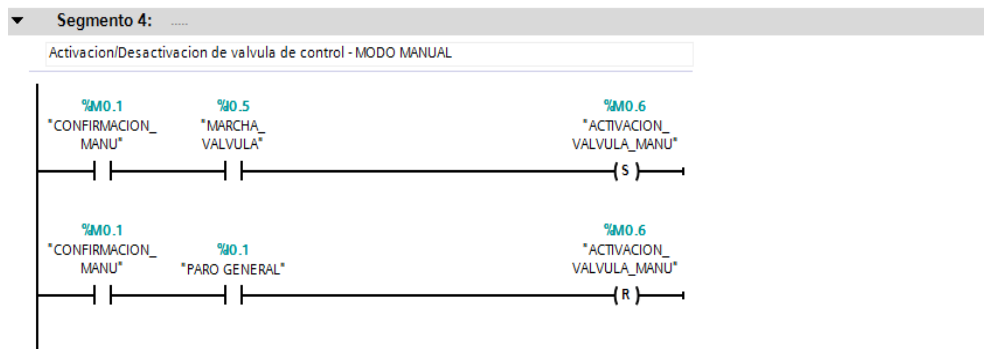 Segmento 4: .....
Activacion/Desactivacion de valvula de control - MODO MANUAL
%M0.1 %I0.5 %M0.6
"CONFIRMACION_ "MARCHA_ "ACTIVACION_
MANU" VALVULA" VALVULA_MANU"
S
%M0.1 %M0.6
"CONFIRMACION_ %I0.1 "ACTIVACION_
MANU" "PARO GENERAL" VALVULA_MANU"
R